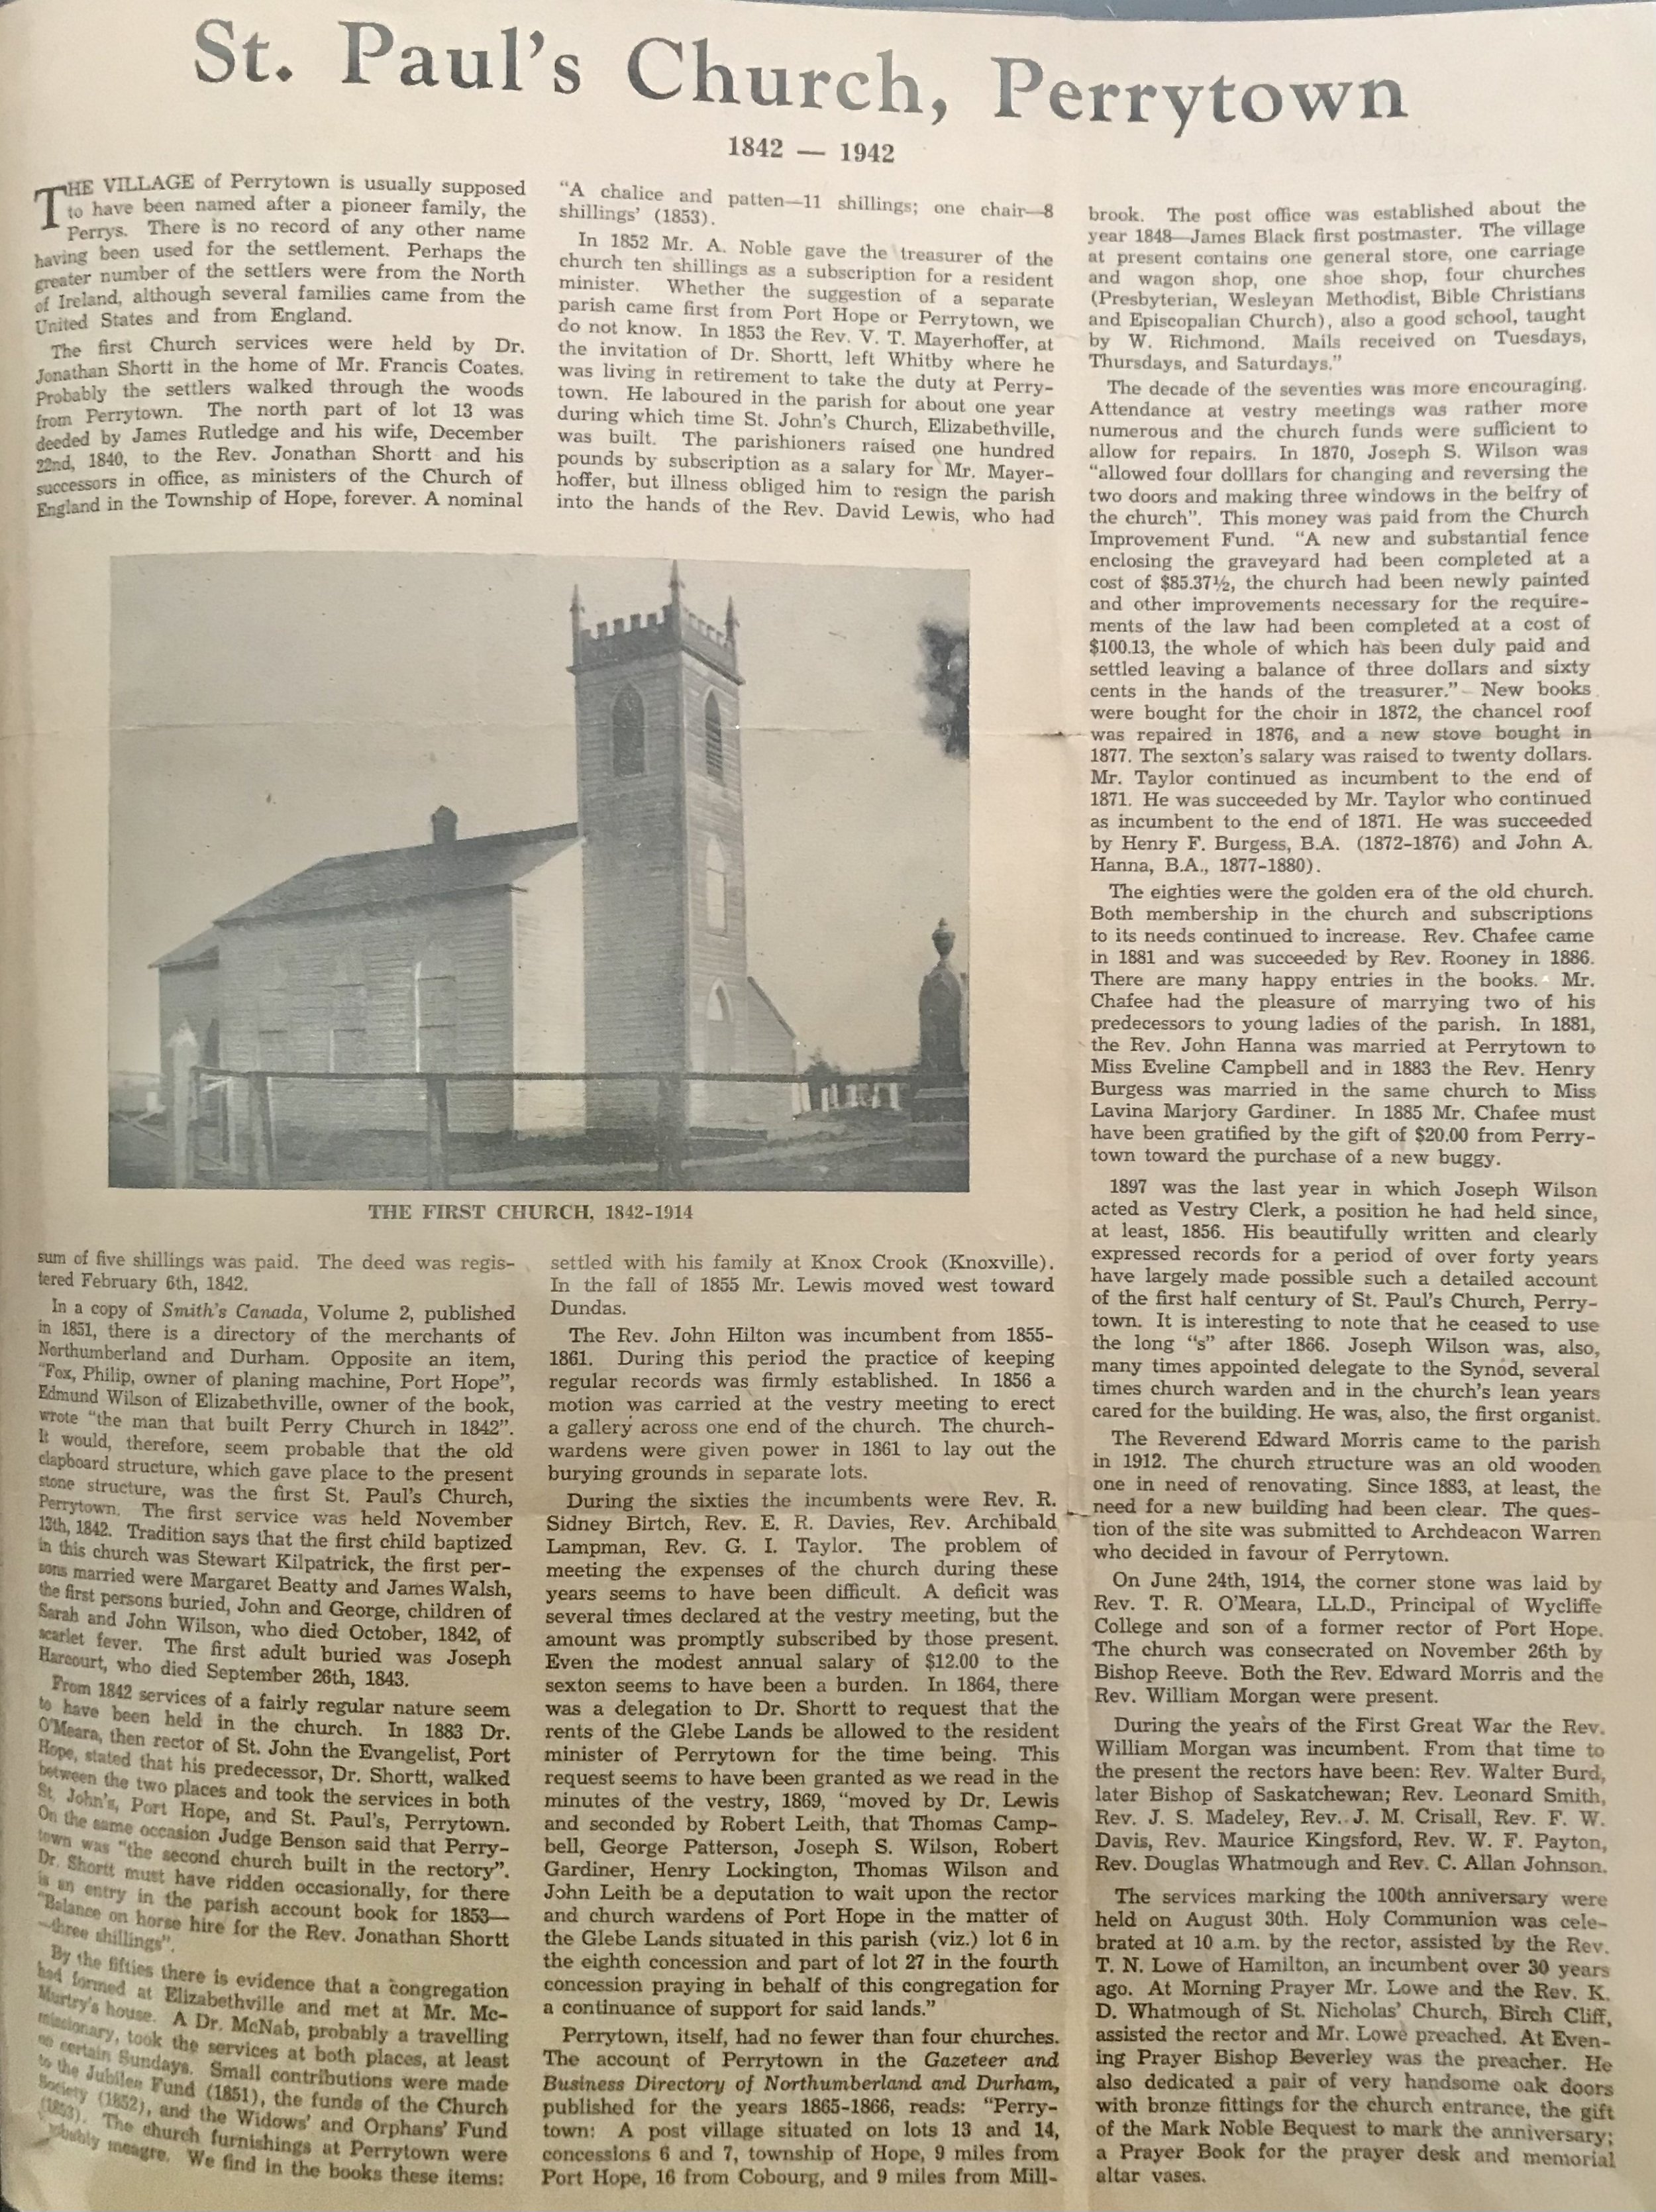 St. Paul's Church, Perrytown
1842 — 1942
THE VILLAGE of Perrytown is usually supposed
to have been named after a pioneer family, the
Perrys. There is no record of any other name
having been used for the settlement. Perhaps the
greater number of the settlers were from the North
of Ireland, although several families came from the
United States and from England.
The first Church services were held by Dr.
Jonathan Shortt in the home of Mr. Francis Coates.
Probably the settlers walked through the woods
from Perrytown. The north part of lot 13 was
deeded by James Rutledge and his wife, December
22nd, 1840, to the Rev. Jonathan Shortt and his
successors in office, as ministers of the Church of
England in the Township of Hope, forever. A nominal
THE FIRST CHURCH, 1842-1914
sum of five shillings was paid. The deed was regis-
tered February 6th, 1842.
In a copy of Smith's Canada, Volume 2, published
in 1851, there is a directory of the merchants of
Northumberland and Durham. Opposite an item,
"Fox, Philip, owner of planing machine, Port Hope",
Edmund Wilson of Elizabethville, owner of the book,
wrote "the man that built Perry Church in 1842".
It would, therefore, seem probable that the old
clapboard structure, which gave place to the present
stone structure, was the first St. Paul's Church,
Perrytown. The first service was held November
13th, 1842. Tradition says that the first child baptized
in this church was Stewart Kilpatrick, the first per-
sons married were Margaret Beatty and James Walsh,
the first persons buried, John and George, children of
Sarah and John Wilson, who died October, 1842, of
scarlet fever. The first adult buried was Joseph
Harcourt, who died September 26th, 1843.
From 1842 services of a fairly regular nature seem
to have been held in the church. In 1883 Dr.
O'Meara, then rector of St. John the Evangelist, Port
Hope, stated that his predecessor, Dr. Shortt, walked
between the two places and took the services in both
St. John's, Port Hope, and St. Paul's, Perrytown.
On the same occasion Judge Benson said that Perry-
town was "the second church built in the rectory".
Dr. Shortt must have ridden occasionally, for there
is an entry in the parish account book for 1853—
"Balance on horse hire for the Rev. Jonathan Shortt
—three shillings".
By the fifties there is evidence that a congregation
had formed at Elizabethville and met at Mr. Mc-
Murtry's house. A Dr. McNab, probably a travelling
missionary, took the services at both places, at least
on certain Sundays. Small contributions were made
to the Jubilee Fund (1851), the funds of the Church
Society (1852), and the Widows' and Orphans' Fund
(1853). The church furnishings at Perrytown were
probably meagre. We find in the books these items:
"A chalice and patten—11 shillings; one chair—8
shillings' (1853).
In 1852 Mr. A. Noble gave the treasurer of the
church ten shillings as a subscription for a resident
minister. Whether the suggestion of a separate
parish came first from Port Hope or Perrytown, we
do not know. In 1853 the Rev. V. T. Mayerhoffer, at
the invitation of Dr. Shortt, left Whitby where he
was living in retirement to take the duty at Perry-
town. He laboured in the parish for about one year
during which time St. John's Church, Elizabethville,
was built. The parishioners raised one hundred
pounds by subscription as a salary for Mr. Mayer-
hoffer, but illness obliged him to resign the parish
into the hands of the Rev. David Lewis, who had
settled with his family at Knox Crook (Knoxville).
In the fall of 1855 Mr. Lewis moved west toward
Dundas.
The Rev. John Hilton was incumbent from 1855-
1861. During this period the practice of keeping
regular records was firmly established. In 1856 a
motion was carried at the vestry meeting to erect
a gallery across one end of the church. The church-
wardens were given power in 1861 to lay out the
burying grounds in separate lots.
During the sixties the incumbents were Rev. R.
Sidney Birtch, Rev. E. R. Davies, Rev. Archibald
Lampman, Rev. G. I. Taylor. The problem of
meeting the expenses of the church during these
years seems to have been difficult. A deficit was
several times declared at the vestry meeting, but the
amount was promptly subscribed by those present.
Even the modest annual salary of $12.00 to the
sexton seems to have been a burden. In 1864, there
was a delegation to Dr. Shortt to request that the
rents of the Glebe Lands be allowed to the resident
minister of Perrytown for the time being. This
request seems to have been granted as we read in the
minutes of the vestry, 1869, "moved by Dr. Lewis
and seconded by Robert Leith, that Thomas Camp-
bell, George Patterson, Joseph S. Wilson, Robert
Gardiner, Henry Lockington, Thomas Wilson and
John Leith be a deputation to wait upon the rector
and church wardens of Port Hope in the matter of
the Glebe Lands situated in this parish (viz.) lot 6 in
the eighth concession and part of lot 27 in the fourth
concession praying in behalf of this congregation for
a continuance of support for said lands."
Perrytown, itself, had no fewer than four churches.
The account of Perrytown in the Gazeteer and
Business Directory of Northumberland and Durham,
published for the years 1865-1866, reads: "Perry-
town: A post village situated on lots 13 and 14,
concessions 6 and 7, township of Hope, 9 miles from
Port Hope, 16 from Cobourg, and 9 miles from Mill-
brook. The post office was established about the
year 1848—James Black first postmaster. The village
at present contains one general store, one carriage
and wagon shop, one shoe shop, four churches
(Presbyterian, Wesleyan Methodist, Bible Christians
and Episcopalian Church), also a good school, taught
by W. Richmond. Mails received on Tuesdays,
Thursdays, and Saturdays."
The decade of the seventies was more encouraging.
Attendance at vestry meetings was rather more
numerous and the church funds were sufficient to
allow for repairs. In 1870, Joseph S. Wilson was
"allowed four dolllars for changing and reversing the
two doors and making three windows in the belfry of
the church". This money was paid from the Church
Improvement Fund. "A new and substantial fence
enclosing the graveyard had been completed at a
cost of $85.37½, the church had been newly painted
and other improvements necessary for the require-
ments of the law had been completed at a cost of
$100.13, the whole of which has been duly paid and
settled leaving a balance of three dollars and sixty
cents in the hands of the treasurer." New books
were bought for the choir in 1872, the chancel roof
was repaired in 1876, and a new stove bought in
1877. The sexton's salary was raised to twenty dollars.
Mr. Taylor continued as incumbent to the end of
1871. He was succeeded by Mr. Taylor who continued
as incumbent to the end of 1871. He was succeeded
by Henry F. Burgess, B.A. (1872-1876) and John A.
Hanna, B.A., 1877-1880).
The eighties were the golden era of the old church.
Both membership in the church and subscriptions
to its needs continued to increase. Rev. Chafee came
in 1881 and was succeeded by Rev. Rooney in 1886.
There are many happy entries in the books. Mr.
Chafee had the pleasure of marrying two of his
predecessors to young ladies of the parish. In 1881,
the Rev. John Hanna was married at Perrytown to
Miss Eveline Campbell and in 1883 the Rev. Henry
Burgess was married in the same church to Miss
Lavina Marjory Gardiner. In 1885 Mr. Chafee must
have been gratified by the gift of $20.00 from Perry-
town toward the purchase of a new buggy.
1897 was the last year in which Joseph Wilson
acted as Vestry Clerk, a position he had held since,
at least, 1856. His beautifully written and clearly
expressed records for a period of over forty years
have largely made possible such a detailed account
of the first half century of St. Paul's Church, Perry-
town. It is interesting to note that he ceased to use
the long "s" after 1866. Joseph Wilson was, also,
many times appointed delegate to the Synod, several
times church warden and in the church's lean years
cared for the building. He was, also, the first organist.
The Reverend Edward Morris came to the parish
in 1912. The church structure was an old wooden
one in need of renovating. Since 1883, at least, the
need for a new building had been clear. The ques-
tion of the site was submitted to Archdeacon Warren
who decided in favour of Perrytown.
On June 24th, 1914, the corner stone was laid by
Rev. T. R. O'Meara, LL.D., Principal of Wycliffe
College and son of a former rector of Port Hope.
The church was consecrated on November 26th by
Bishop Reeve. Both the Rev. Edward Morris and the
Rev. William Morgan were present.
During the years of the First Great War the Rev.
William Morgan was incumbent. From that time to
the present the rectors have been: Rev. Walter Burd,
later Bishop of Saskatchewan; Rev. Leonard Smith,
Rev. J. S. Madeley, Rev. J. M. Crisall, Rev. F. W.
Davis, Rev. Maurice Kingsford, Rev. W. F. Payton,
Rev. Douglas Whatmough and Rev. C. Allan Johnson.
The services marking the 100th anniversary were
held on August 30th. Holy Communion was cele-
brated at 10 a.m. by the rector, assisted by the Rev.
T. N. Lowe of Hamilton, an incumbent over 30 years
ago. At Morning Prayer Mr. Lowe and the Rev. K.
D. Whatmough of St. Nicholas' Church, Birch Cliff,
assisted the rector and Mr. Lowe preached. At Even-
ing Prayer Bishop Beverley was the preacher. He
also dedicated a pair of very handsome oak doors
with bronze fittings for the church entrance, the gift
of the Mark Noble Bequest to mark the anniversary;
a Prayer Book for the prayer desk and memorial
altar vases.